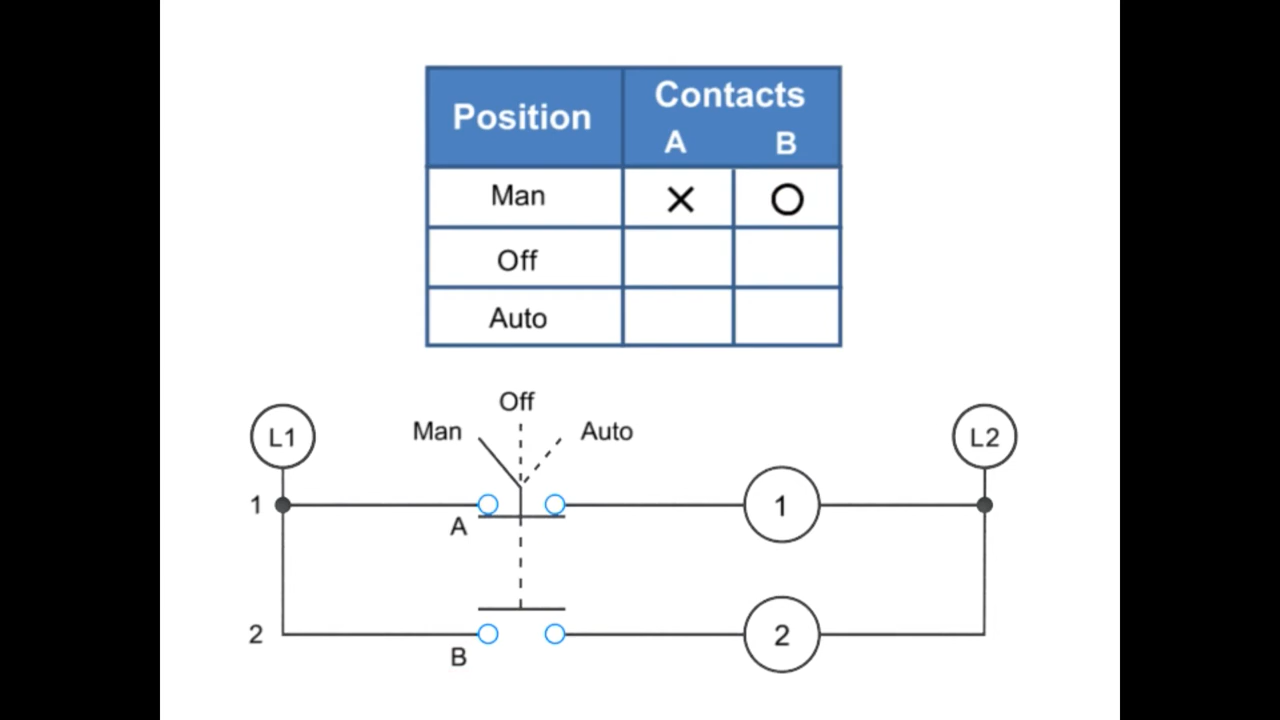 Position
Contacts
A B
Man X O
Off
Auto
Off
Man Auto
L1 L2
1 1
A
2 2
B